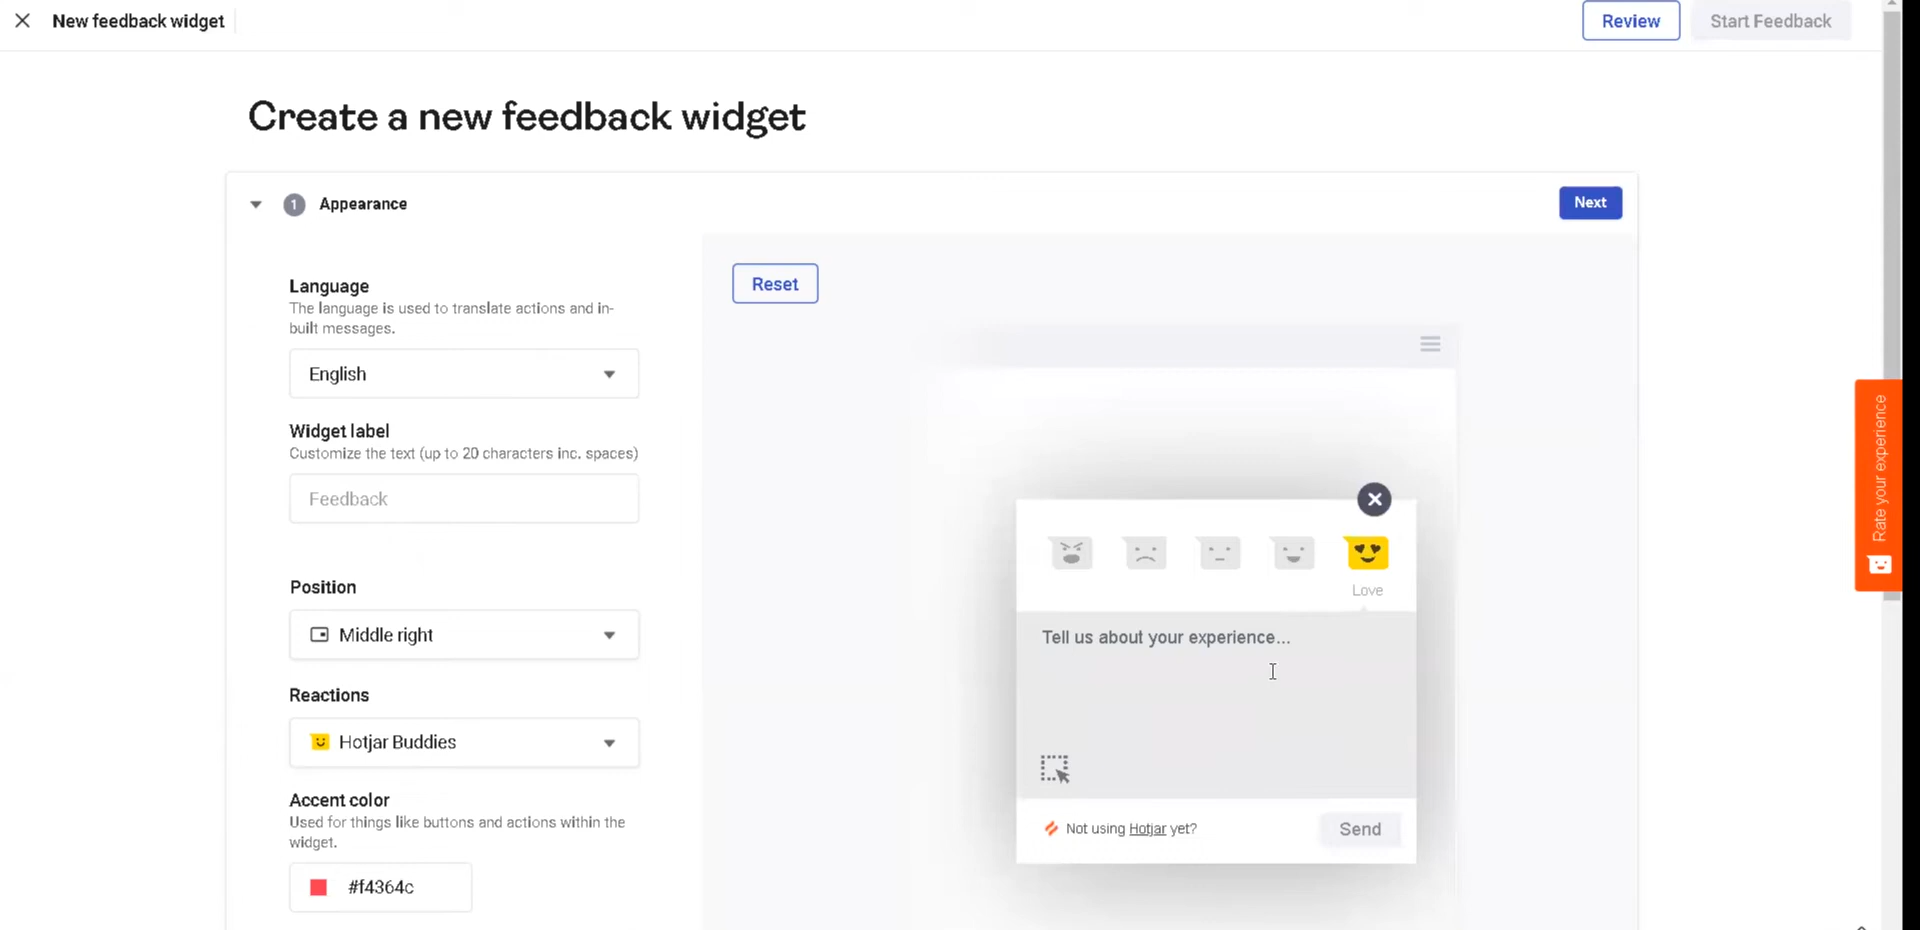 New feedback widget
Review
Start Feedback
Create a new feedback widget
1 Appearance
Next
Language
The language is used to translate actions and in-
built messages.
English
Widget label
Customize the text (up to 20 characters inc. spaces)
Feedback
Position
Middle right
Reactions
Hotjar Buddies
Accent color
Used for things like buttons and actions within the
widget.
#f4364c
Reset
Love
Tell us about your experience...
Not using Hotjar yet?
Send
Rate your experience